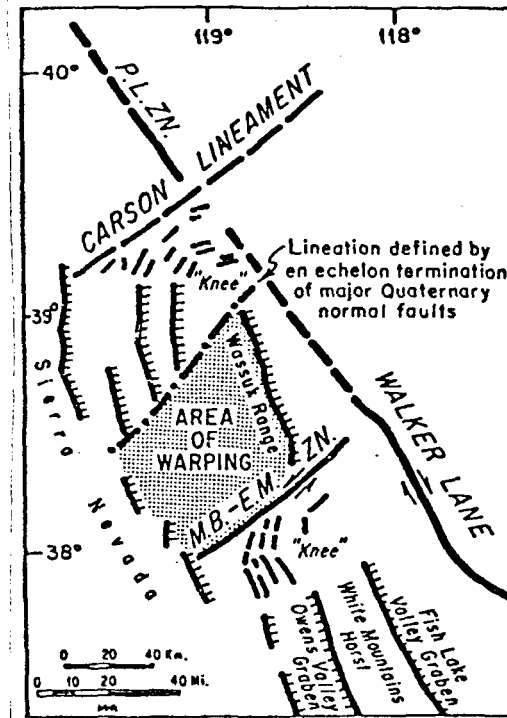 119° 118°
40°
P.L.ZN.
CARSON LINEAMENT
"Knee"
Lineation defined by
en echelon termination
of major Quaternary
normal faults
39°
Sierra Nevada
Wassuk Range
AREA
OF
WARPING
WALKER LANE
M.B.-E.M. ZN.
38°
"Knee"
Owens Valley
Graben
White Mountains
Horst
Fish Lake
Valley Graben
0 20 40 Km.
0 20 40 Mi.